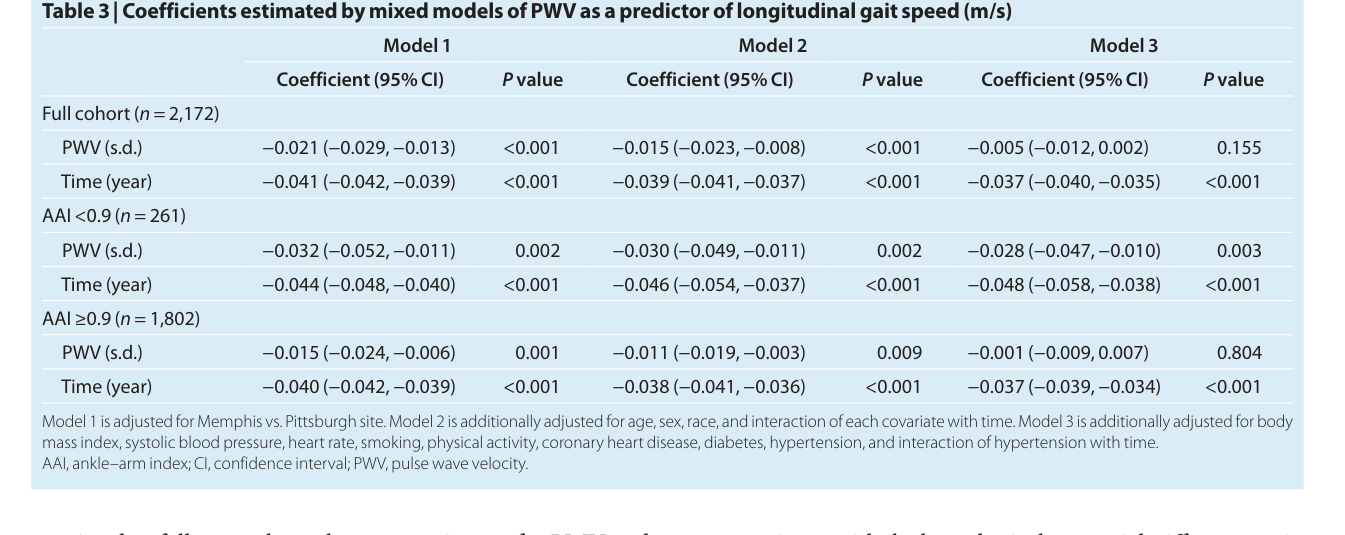 Table 3 | Coefficients estimated by mixed models of PWV as a predictor of longitudinal gait speed (m/s)
Model 1 Model 2 Model 3
Coefficient (95% CI) P value Coefficient (95% CI) P value Coefficient (95% CI) P value
Full cohort (n = 2,172)
PWV (s.d.) −0.021 (−0.029, −0.013) <0.001 −0.015 (−0.023, −0.008) <0.001 −0.005 (−0.012, 0.002) 0.155
Time (year) −0.041 (−0.042, −0.039) <0.001 −0.039 (−0.041, −0.037) <0.001 −0.037 (−0.040, −0.035) <0.001
AAI <0.9 (n = 261)
PWV (s.d.) −0.032 (−0.052, −0.011) 0.002 −0.030 (−0.049, −0.011) 0.002 −0.028 (−0.047, −0.010) 0.003
Time (year) −0.044 (−0.048, −0.040) <0.001 −0.046 (−0.054, −0.037) <0.001 −0.048 (−0.058, −0.038) <0.001
AAI ≥0.9 (n = 1,802)
PWV (s.d.) −0.015 (−0.024, −0.006) 0.001 −0.011 (−0.019, −0.003) 0.009 −0.001 (−0.009, 0.007) 0.804
Time (year) −0.040 (−0.042, −0.039) <0.001 −0.038 (−0.041, −0.036) <0.001 −0.037 (−0.039, −0.034) <0.001
Model 1 is adjusted for Memphis vs. Pittsburgh site. Model 2 is additionally adjusted for age, sex, race, and interaction of each covariate with time. Model 3 is additionally adjusted for body
mass index, systolic blood pressure, heart rate, smoking, physical activity, coronary heart disease, diabetes, hypertension, and interaction of hypertension with time.
AAI, ankle–arm index; CI, confidence interval; PWV, pulse wave velocity.